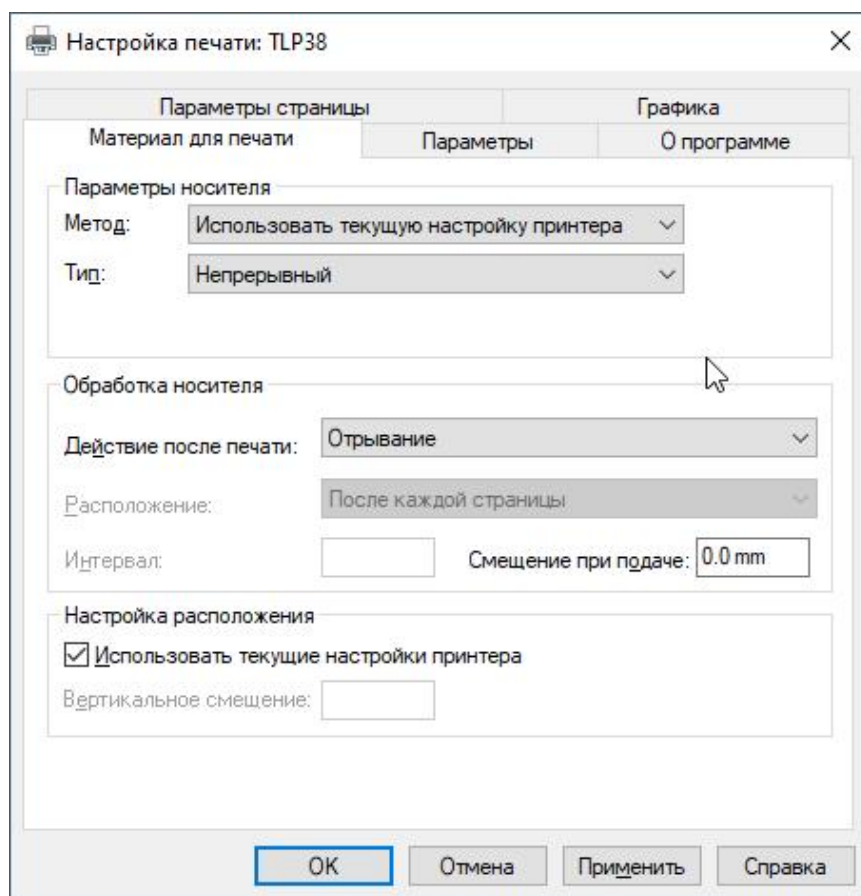 Настройка печати: TLP38
Параметры страницы Графика
Материал для печати Параметры О программе
Параметры носителя
Метод: Использовать текущую настройку принтера
Тип: Непрерывный
Обработка носителя
Действие после печати: Отрывание
Расположение: После каждой страницы
Интервал: Смещение при подаче: 0.0 mm
Настройка расположения
Использовать текущие настройки принтера
Вертикальное смещение:
OK Отмена Применить Справка